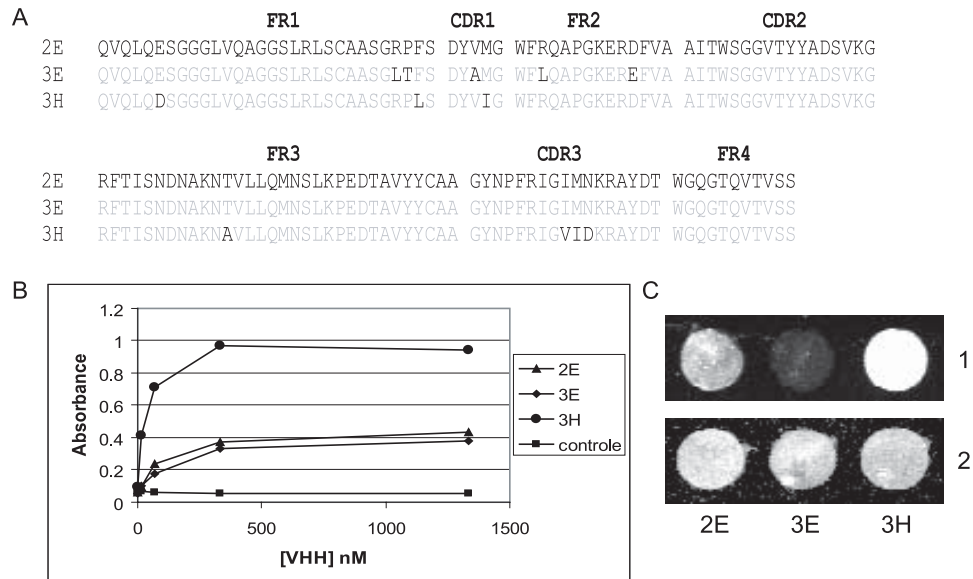 A
FR1 CDR1 FR2 CDR2
2E QVQLQESGGGLVQAGGSLRLSCAASGRPFS DYVMG WFRQAPGKERDFVA AITWSGGVTYYADSVKG
3E QVQLQESGGGLVQAGGSLRLSCAASGLTFS DYAMG WFLQAPGKEREFVA AITWSGGVTYYADSVKG
3H QVQLQDSGGGLVQAGGSLRLSCAASGRPLS DYVIG WFRQAPGKERDFVA AITWSGGVTYYADSVKG
FR3 CDR3 FR4
2E RFTISNDNAKNTVLLQMNSLKPEDTAVYYCAA GYNPFRIGIMNKRAYDT WGQGTQVTVSS
3E RFTISNDNAKNTVLLQMNSLKPEDTAVYYCAA GYNPFRIGIMNKRAYDT WGQGTQVTVSS
3H RFTISNDNAKNAVLLQMNSLKPEDTAVYYCAA GYNPFRIGVIDKRAYDT WGQGTQVTVSS
B
1.2
1
0.8
0.6
0.4
0.2
0
Absorbance
0 500 1000 1500
[VHH] nM
2E
3E
3H
controle
C
1
2
2E 3E 3H